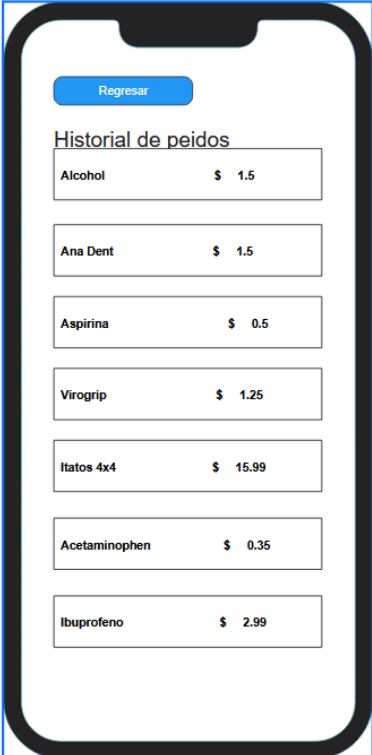 Regresar
Historial de peidos
Alcohol $ 1.5
Ana Dent $ 1.5
Aspirina $ 0.5
Virogrip $ 1.25
Itatos 4x4 $ 15.99
Acetaminophen $ 0.35
Ibuprofeno $ 2.99